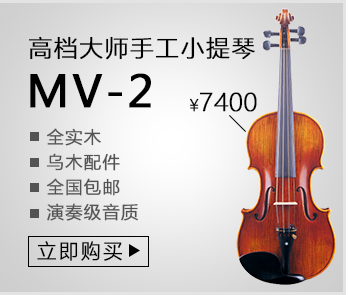 高档大师手工小提琴
MV-2
¥7400
■ 全实木
■ 乌木配件
■ 全国包邮
■ 演奏级音质
立即购买▶